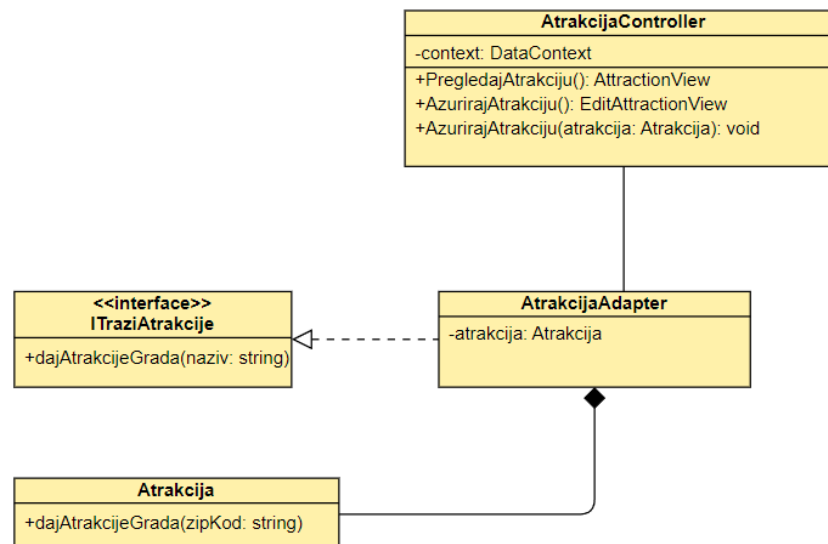 AtrakcijaController
-context: DataContext
+PregledajAtrakciju(): AttractionView
+AzurirajAtrakciju(): EditAttractionView
+AzurirajAtrakciju(atrakcija: Atrakcija): void
<<interface>>
ITraziAtrakcije
+dajAtrakcijeGrada(naziv: string)
AtrakcijaAdapter
-atrakcija: Atrakcija
Atrakcija
+dajAtrakcijeGrada(zipKod: string)